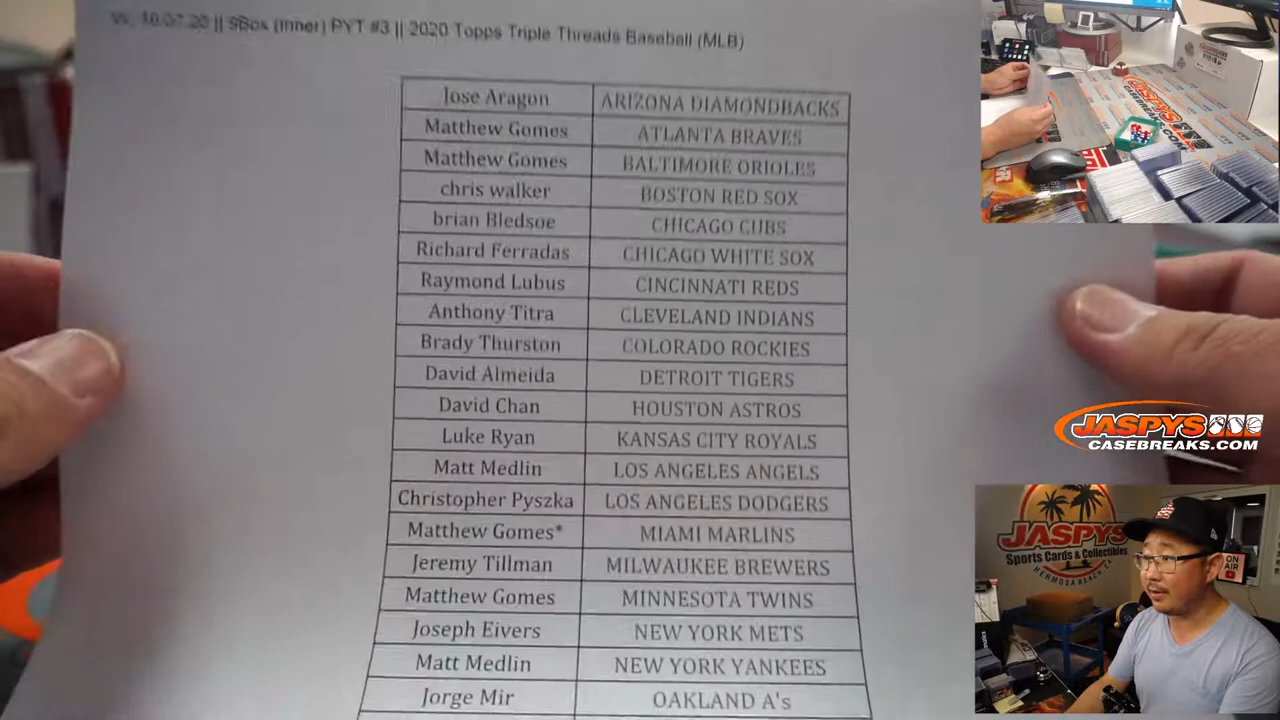 W, 10.07.20 || 9Box (Inner) PYT #3 || 2020 Topps Triple Threads Baseball (MLB)
Jose Aragon ARIZONA DIAMONDBACKS
Matthew Gomes ATLANTA BRAVES
Matthew Gomes BALTIMORE ORIOLES
chris walker BOSTON RED SOX
brian Bledsoe CHICAGO CUBS
Richard Ferradas CHICAGO WHITE SOX
Raymond Lubus CINCINNATI REDS
Anthony Titra CLEVELAND INDIANS
Brady Thurston COLORADO ROCKIES
David Almeida DETROIT TIGERS
David Chan HOUSTON ASTROS
Luke Ryan KANSAS CITY ROYALS
Matt Medlin LOS ANGELES ANGELS
Christopher Pyszka LOS ANGELES DODGERS
Matthew Gomes* MIAMI MARLINS
Jeremy Tillman MILWAUKEE BREWERS
Matthew Gomes MINNESOTA TWINS
Joseph Eivers NEW YORK METS
Matt Medlin NEW YORK YANKEES
Jorge Mir OAKLAND A's
JASPYS
CASEBREAKS.COM
JASPYS
CASEBREAKS.COM
JASPYS
Sports Cards & Collectibles
HERMOSA BEACH, CA
ON
AIR